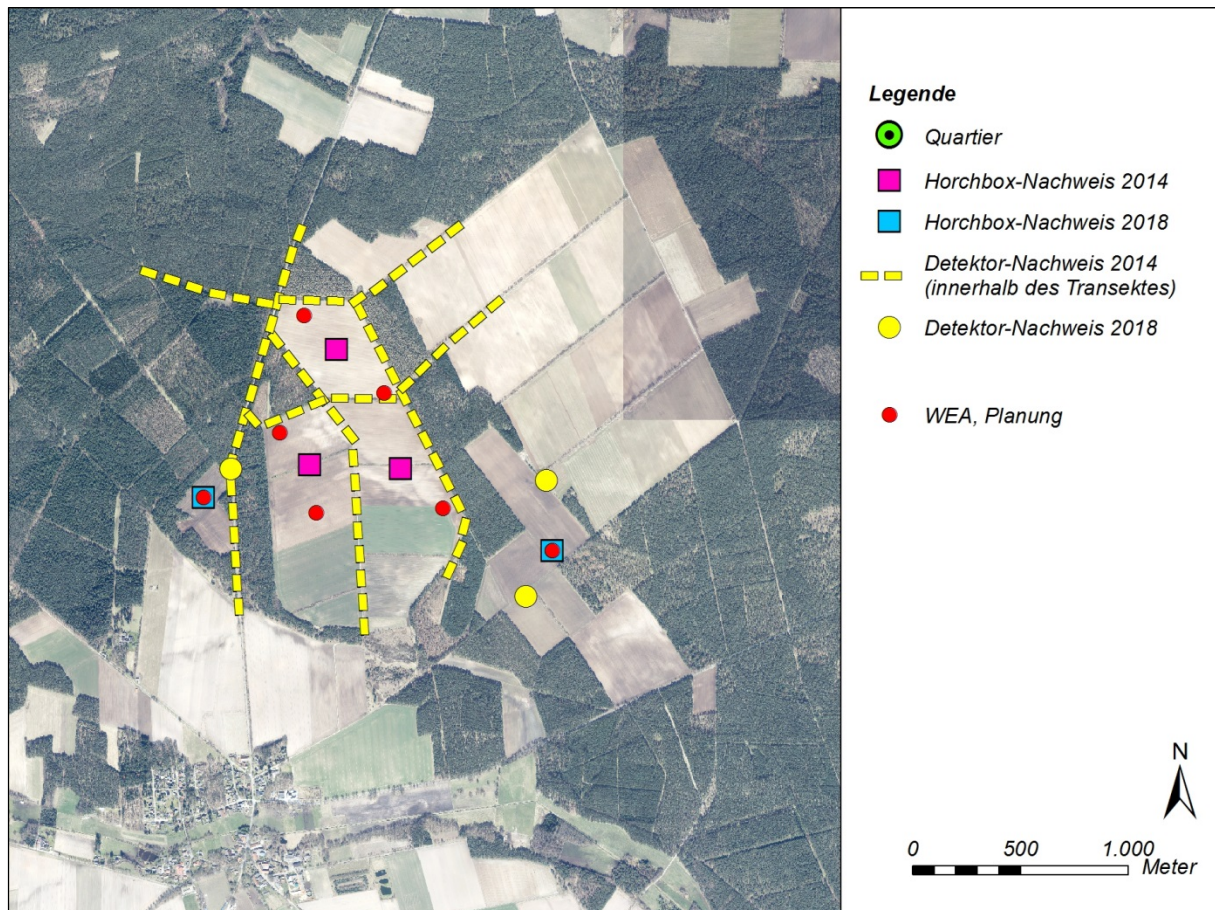 Legende
Quartier
Horchbox-Nachweis 2014
Horchbox-Nachweis 2018
Detektor-Nachweis 2014
(innerhalb des Transektes)
Detektor-Nachweis 2018
WEA, Planung
N
0 500 1.000
Meter